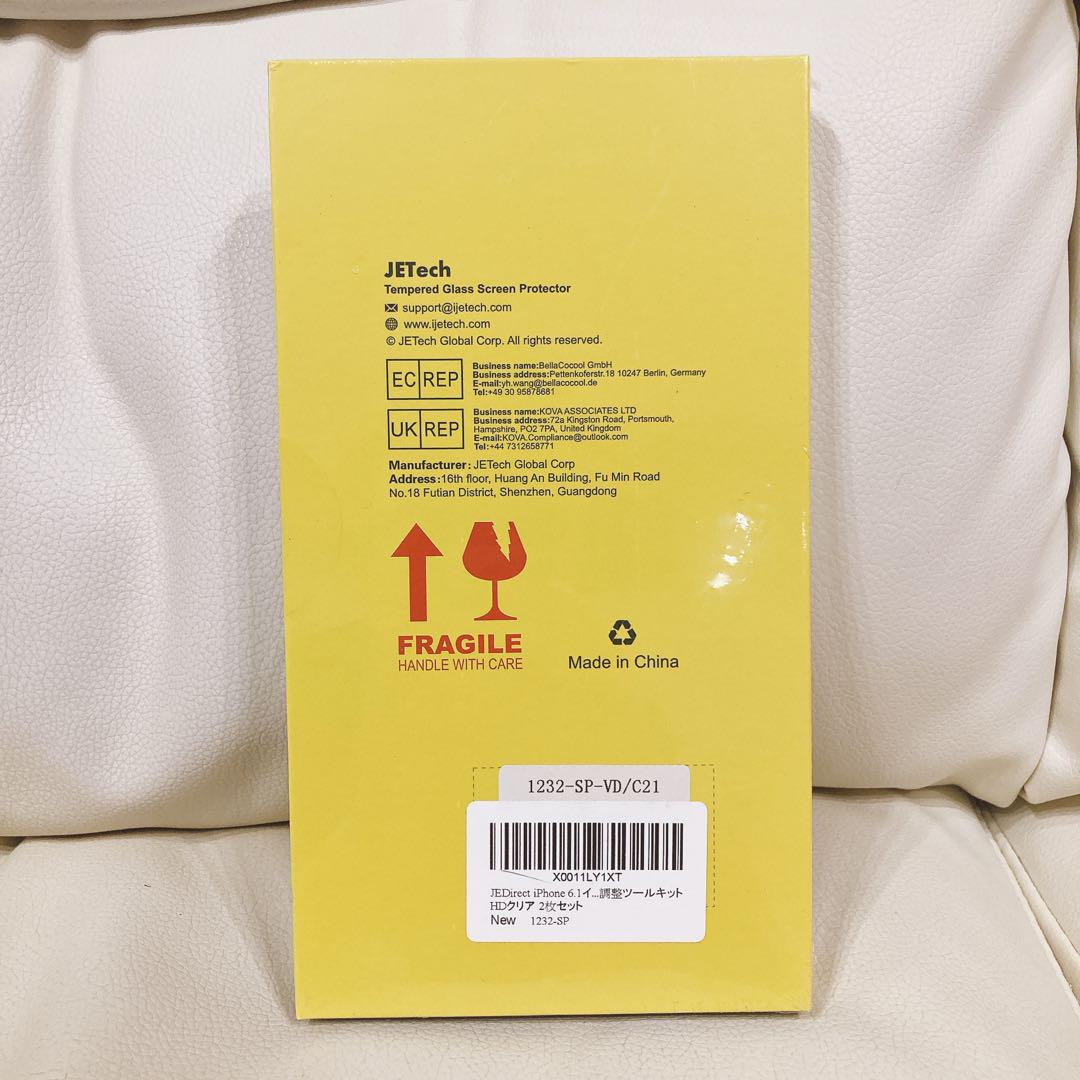 JETech
Tempered Glass Screen Protector
support@ijetech.com
www.ijetech.com
© JETech Global Corp. All rights reserved.
EC REP
Business name:BellaCocool GmbH
Business address:Pettenkoferstr.18 10247 Berlin, Germany
E-mail:yh.wang@bellacocool.de
Tel:+49 30 95878681
UK REP
Business name:KOVA ASSOCIATES LTD
Business address:72a Kingston Road, Portsmouth,
Hampshire, PO2 7PA, United Kingdom
E-mail:KOVA.Compliance@outlook.com
Tel:+44 7312658771
Manufacturer: JETech Global Corp
Address:16th floor, Huang An Building, Fu Min Road
No.18 Futian District, Shenzhen, Guangdong
FRAGILE
HANDLE WITH CARE
Made in China
1232-SP-VD/C21
X0011LY1XT
JEDirect iPhone 6.1イ...調整ツールキット
HDクリア 2枚セット
New 1232-SP